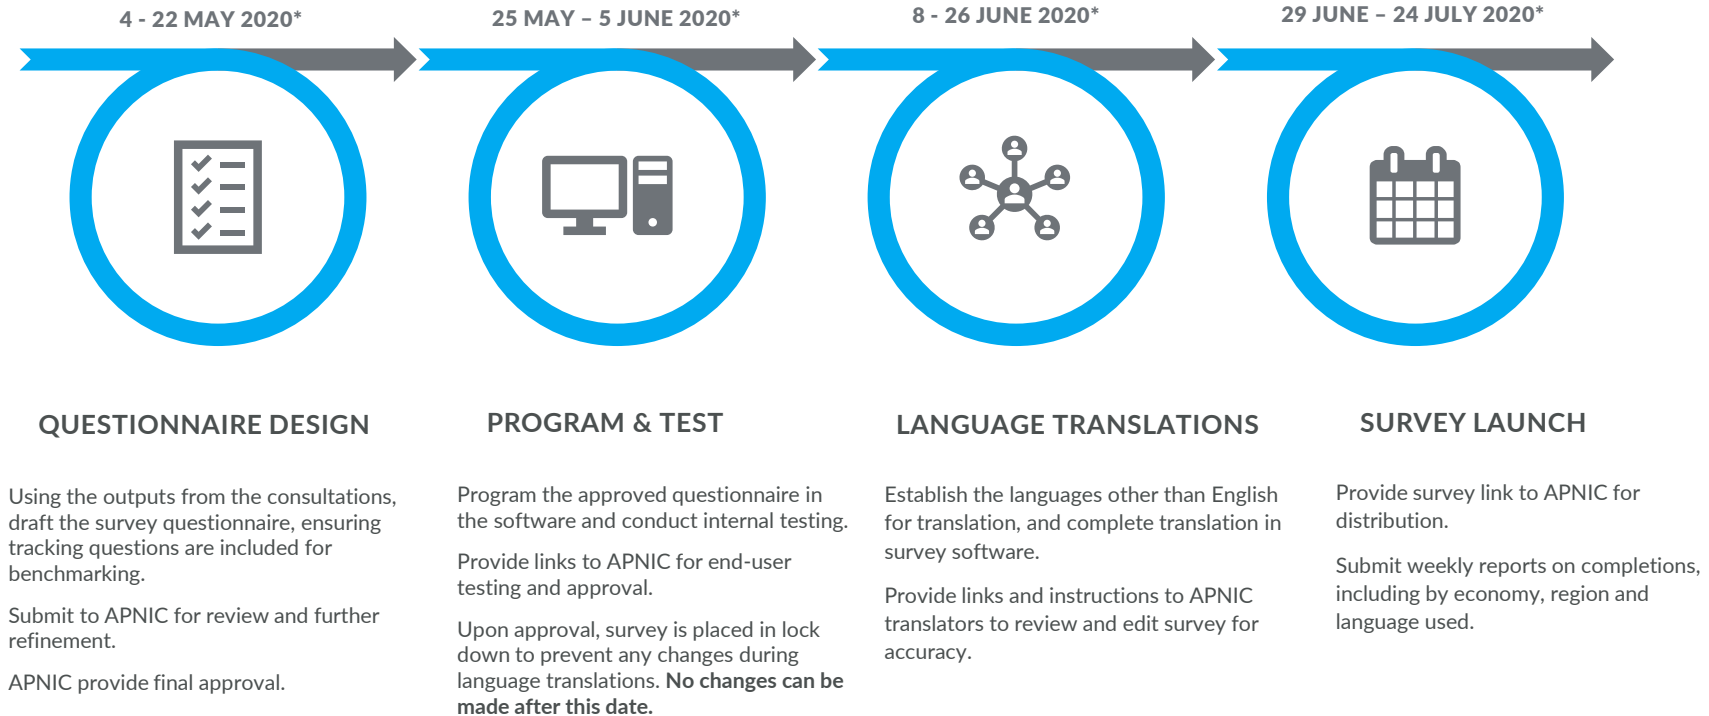 4 - 22 MAY 2020*
25 MAY – 5 JUNE 2020*
8 - 26 JUNE 2020*
29 JUNE – 24 JULY 2020*
QUESTIONNAIRE DESIGN
Using the outputs from the consultations,
draft the survey questionnaire, ensuring
tracking questions are included for
benchmarking.
Submit to APNIC for review and further
refinement.
APNIC provide final approval.
PROGRAM & TEST
Program the approved questionnaire in
the software and conduct internal testing.
Provide links to APNIC for end-user
testing and approval.
Upon approval, survey is placed in lock
down to prevent any changes during
language translations. No changes can be
made after this date.
LANGUAGE TRANSLATIONS
Establish the languages other than English
for translation, and complete translation in
survey software.
Provide links and instructions to APNIC
translators to review and edit survey for
accuracy.
SURVEY LAUNCH
Provide survey link to APNIC for
distribution.
Submit weekly reports on completions,
including by economy, region and
language used.